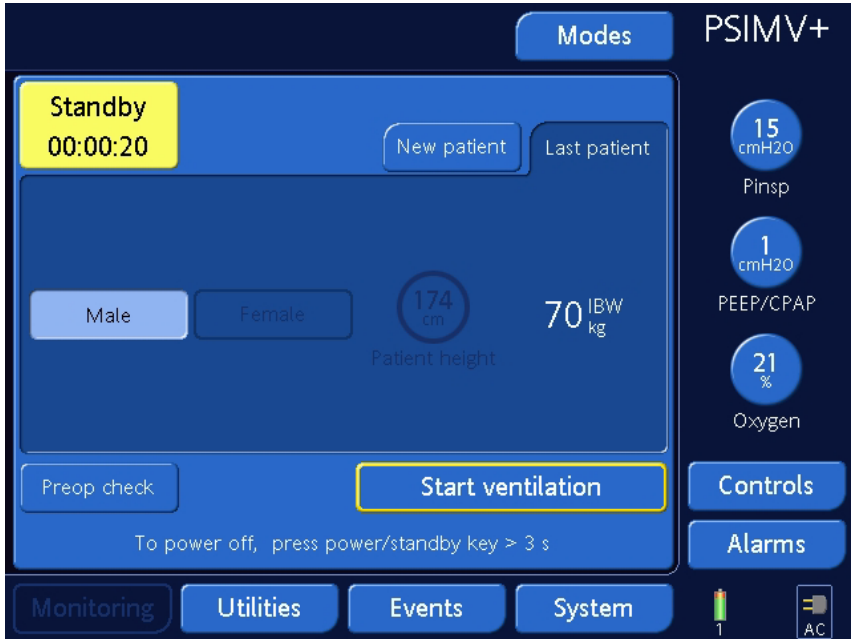 Modes
PSIMV+
Standby
00:00:20
New patient
Last patient
15
cmH2O
Pinsp
1
cmH2O
PEEP/CPAP
21
%
Oxygen
Male
Female
174
cm
Patient height
70 IBW
kg
Preop check
Start ventilation
To power off, press power/standby key > 3 s
Controls
Alarms
Monitoring
Utilities
Events
System
1
AC